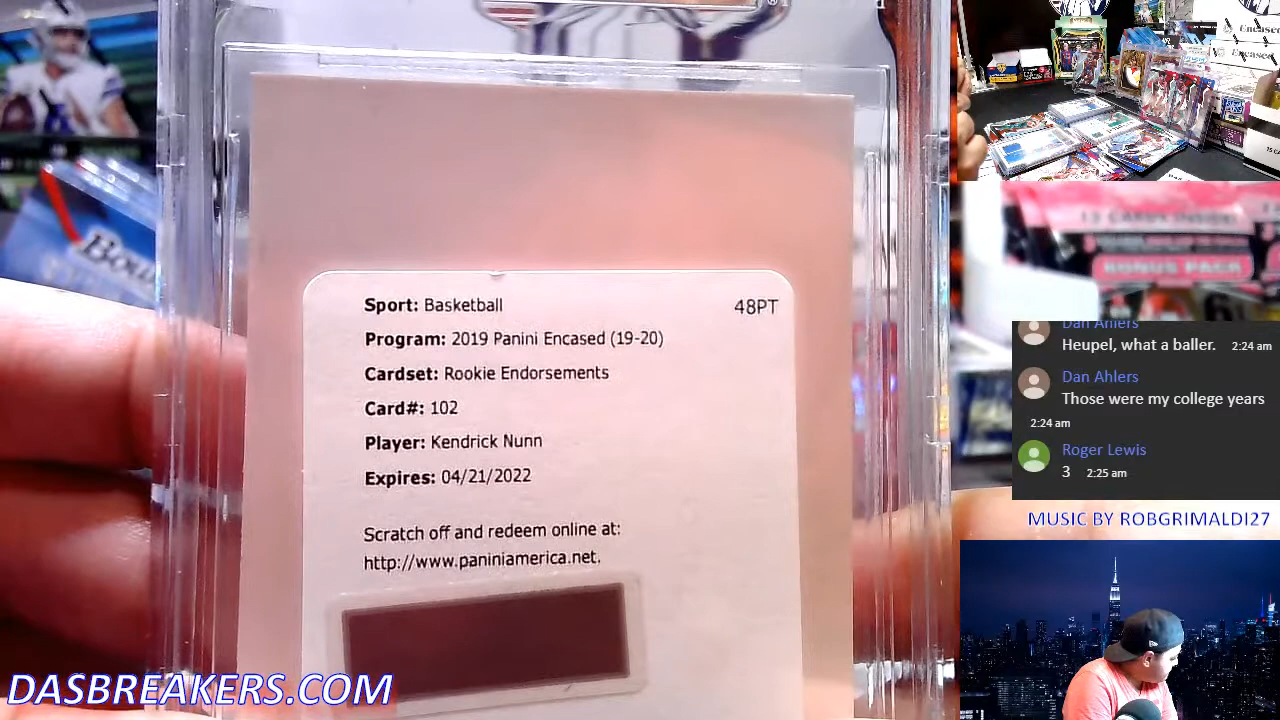 Sport: Basketball
48PT
Program: 2019 Panini Encased (19-20)
Cardset: Rookie Endorsements
Card#: 102
Player: Kendrick Nunn
Expires: 04/21/2022
Scratch off and redeem online at:
http://www.paniniamerica.net.
DASBREAKERS.COM
Encased
BONUS PACK
Dan Ahlers
Heupel, what a baller. 2:24 am
Dan Ahlers
Those were my college years
2:24 am
Roger Lewis
3 2:25 am
MUSIC BY ROBGRIMALDI27